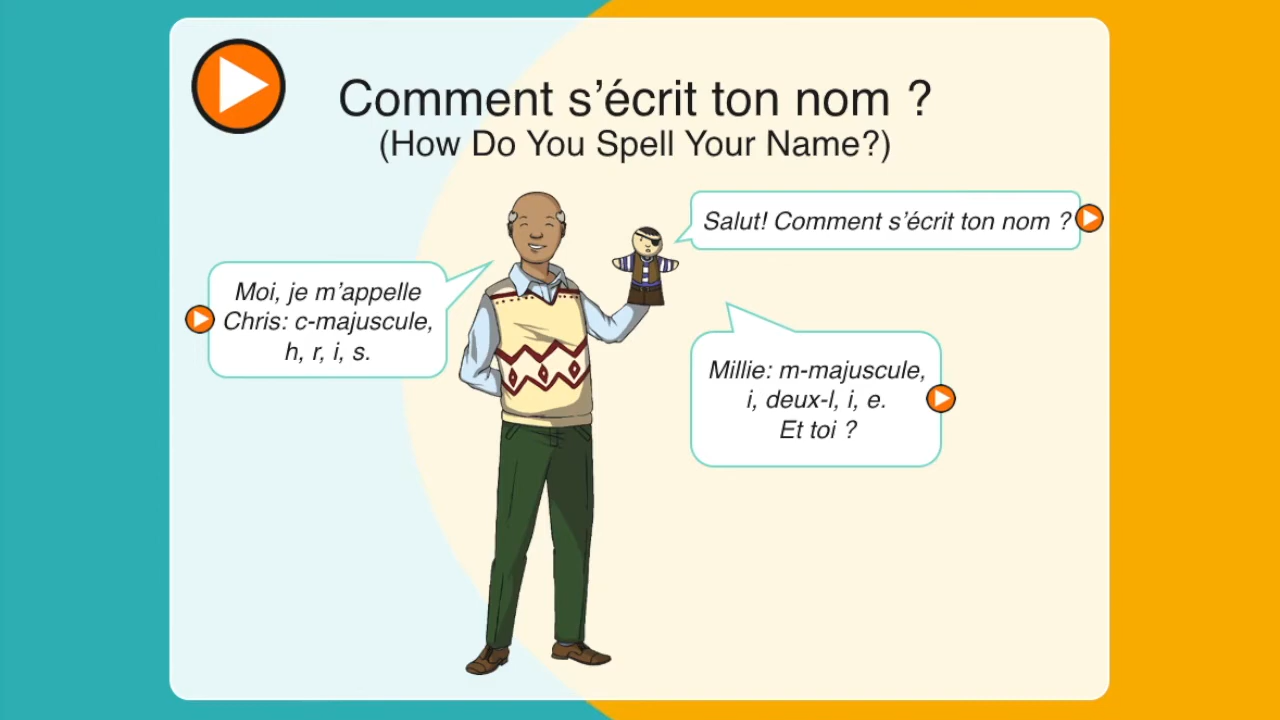 Comment s’écrit ton nom ?
(How Do You Spell Your Name?)
Salut! Comment s’écrit ton nom ?
Moi, je m’appelle
Chris: c-majuscule,
h, r, i, s.
Millie: m-majuscule,
i, deux-l, i, e.
Et toi ?